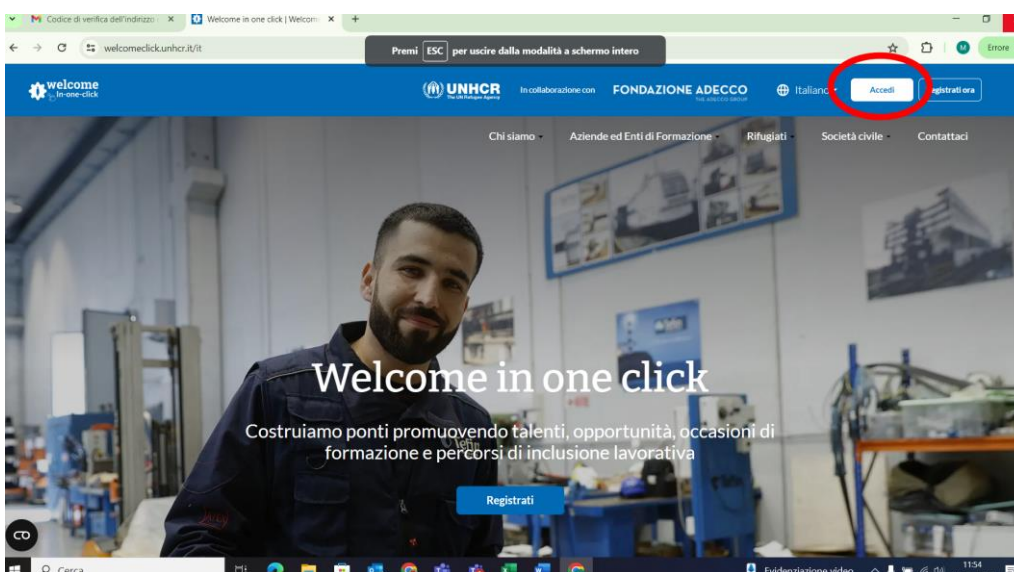 Codice di verifica dell'indirizzo
Welcome in one click | Welcom
welcomeclick.unhcr.it/it
Premi ESC per uscire dalla modalità a schermo intero
M
Errore
welcome
In-one-click
UNHCR
The UN Refugee Agency
In collaborazione con
FONDAZIONE ADECCO
THE ADECCO GROUP
Italiano
Accedi
Registrati ora
Chi siamo
Aziende ed Enti di Formazione
Rifugiati
Società civile
Contattaci
Welcome in one click
Costruiamo ponti promuovendo talenti, opportunità, occasioni di
formazione e percorsi di inclusione lavorativa
Registrati
Cerca
Evidenziazione video
11:54